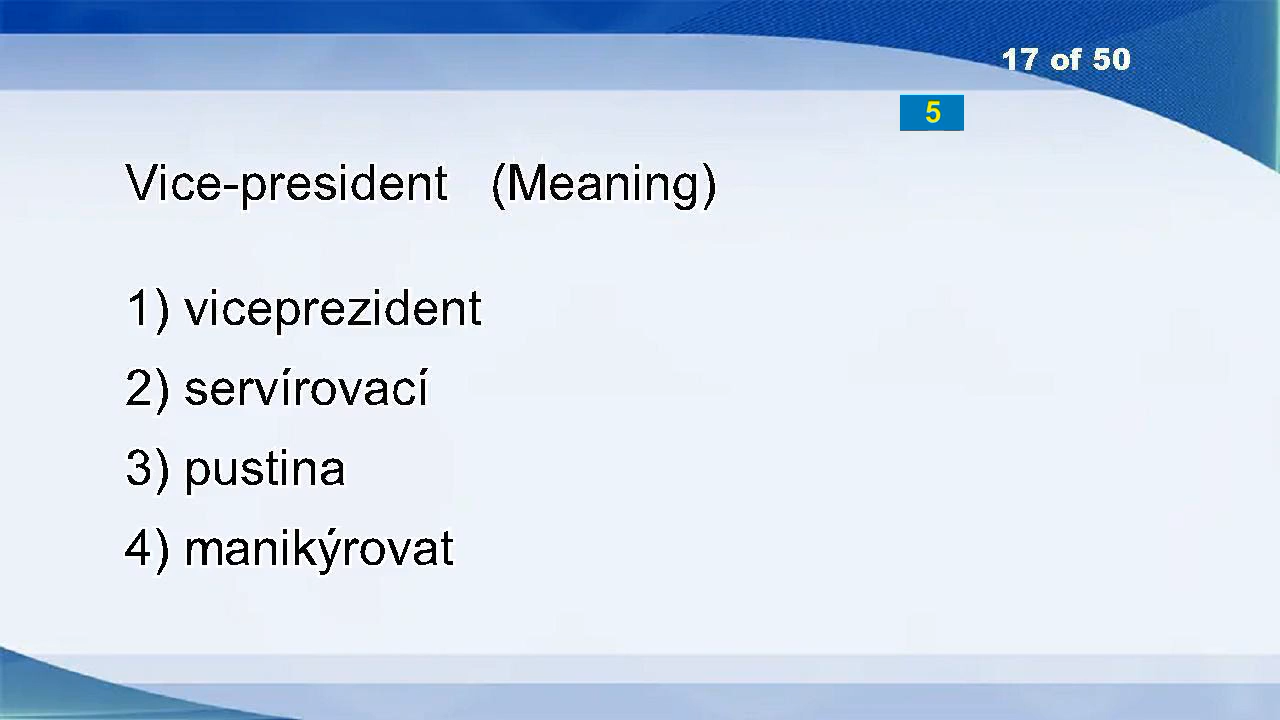 17 of 50
5
Vice-president (Meaning)
1) viceprezident
2) servírovací
3) pustina
4) manikýrovat